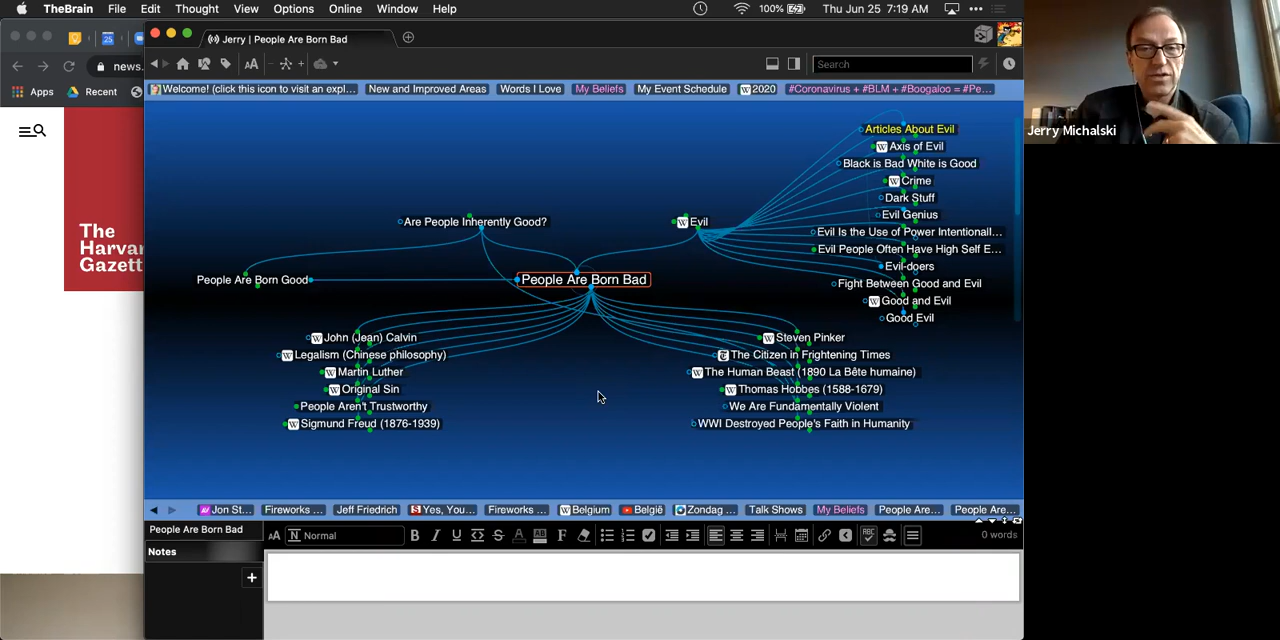 TheBrain File Edit Thought View Options Online Window Help 100% Thu Jun 25 7:19 AM
Jerry | People Are Born Bad
news.
AA Search
Apps Recent
Welcome! (click this icon to visit an expl... New and Improved Areas Words I Love My Beliefs My Event Schedule W 2020 #Coronavirus + #BLM + #Boogaloo = #Pe...
Articles About Evil
W Axis of Evil
Black is Bad White is Good
W Crime
Dark Stuff
Evil Genius
Evil Is the Use of Power Intentionall...
Evil People Often Have High Self E...
Evil-doers
Fight Between Good and Evil
W Good and Evil
Good Evil
Are People Inherently Good?
W Evil
People Are Born Good
People Are Born Bad
W John (Jean) Calvin
W Legalism (Chinese philosophy)
W Martin Luther
W Original Sin
People Aren't Trustworthy
W Sigmund Freud (1876-1939)
W Steven Pinker
The Citizen in Frightening Times
W The Human Beast (1890 La Bête humaine)
W Thomas Hobbes (1588-1679)
We Are Fundamentally Violent
WWI Destroyed People's Faith in Humanity
The
Harvar
Gazett
Jon St... Fireworks ... Jeff Friedrich Yes, You... Fireworks ... W Belgium België Zondag ... Talk Shows My Beliefs People Are... People Are...
People Are Born Bad
AA N Normal B I U S A AB F ABC 0 words
Notes
+
Jerry Michalski